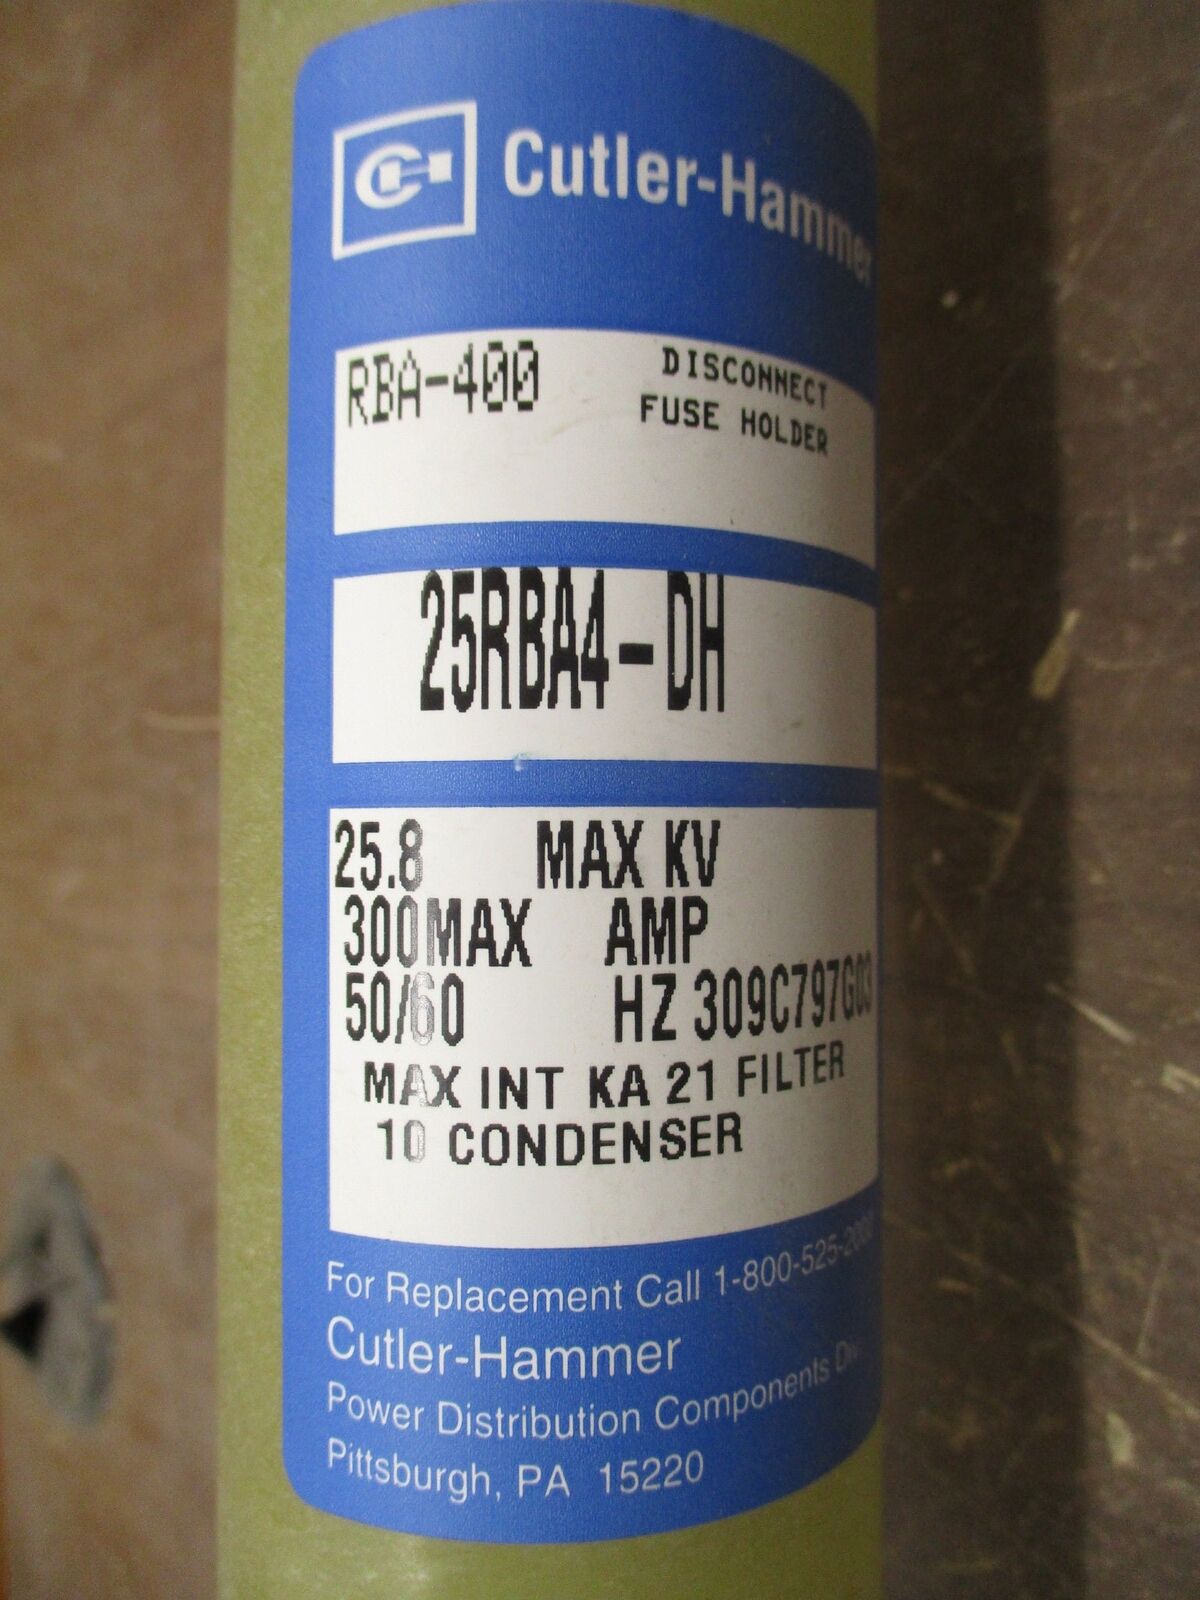 Cutler-Hammer
RBA-400 DISCONNECT
FUSE HOLDER
25RBA4-DH
25.8 MAX KV
300MAX AMP
50/60 HZ 309C797G03
MAX INT KA 21 FILTER
10 CONDENSER
For Replacement Call
Cutler-Hammer
Power Distribution Components
Pittsburgh, PA 15220